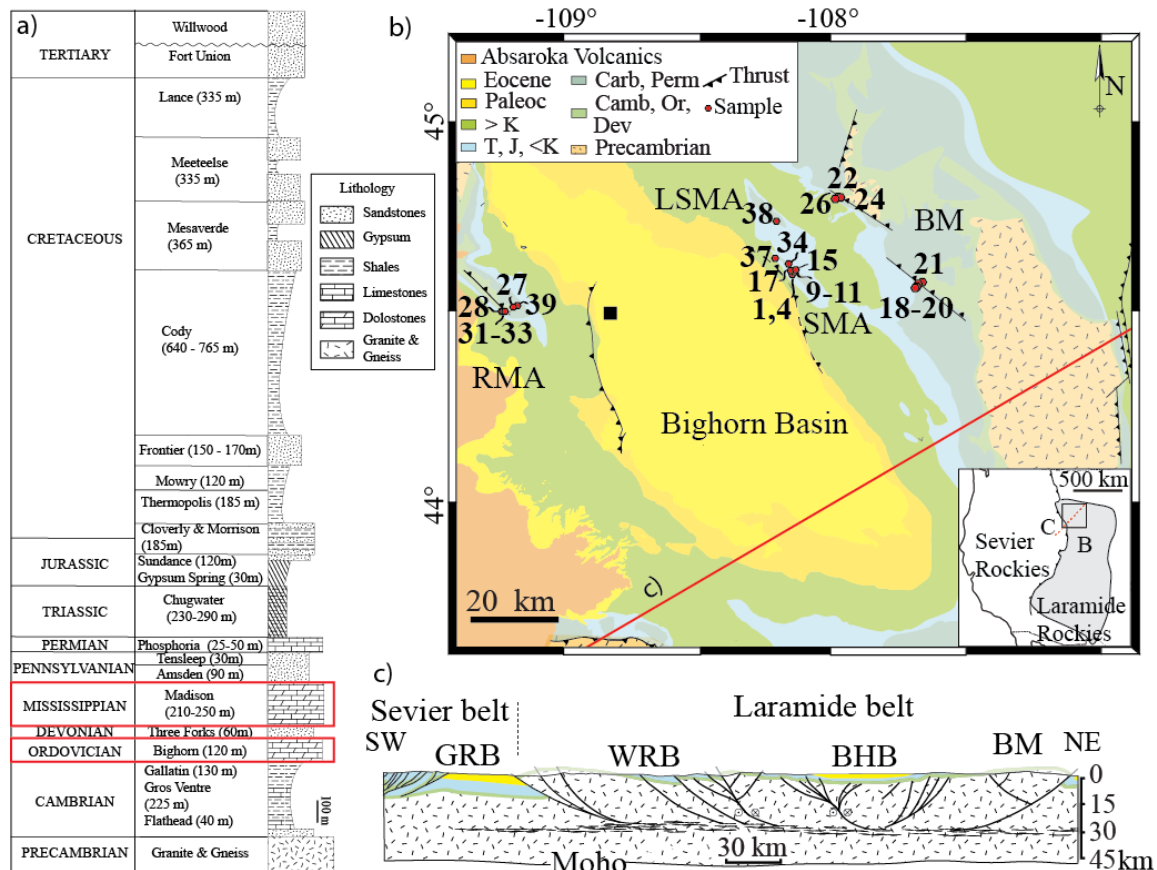 a)
TERTIARY
Willwood
Fort Union
CRETACEOUS
Lance (335 m)
Meeteelse
(335 m)
Mesaverde
(365 m)
Cody
(640 - 765 m)
Frontier (150 - 170m)
Mowry (120 m)
Thermopolis (185 m)
Cloverly & Morrison
(185m)
JURASSIC
Sundance (120m)
Gypsum Spring (30m)
TRIASSIC
Chugwater
(230-290 m)
PERMIAN
Phosphoria (25-50 m)
PENNSYLVANIAN
Tensleep (30m)
Amsden (90 m)
MISSISSIPPIAN
Madison
(210-250 m)
DEVONIAN
Three Forks (60m)
ORDOVICIAN
Bighorn (120 m)
CAMBRIAN
Gallatin (130 m)
Gros Ventre
(225 m)
Flathead (40 m)
PRECAMBRIAN
Granite & Gneiss
100 m
Lithology
Sandstones
Gypsum
Shales
Limestones
Dolostones
Granite &
Gneiss
b)
-109°
-108°
45°
44°
Absaroka Volcanics
Eocene
Paleoc
> K
T, J, <K
Carb, Perm
Camb, Or,
Dev
Precambrian
Thrust
Sample
N
LSMA
38
22
26
24
BM
37
34
15
17
9-11
1,4
SMA
21
18-20
27
28
39
31-33
RMA
Bighorn Basin
20 km
c)
500 km
C
B
Sevier
Rockies
Laramide
Rockies
c)
Sevier belt
Laramide belt
SW
GRB
WRB
BHB
BM
NE
0
15
30
45km
30 km
Moho